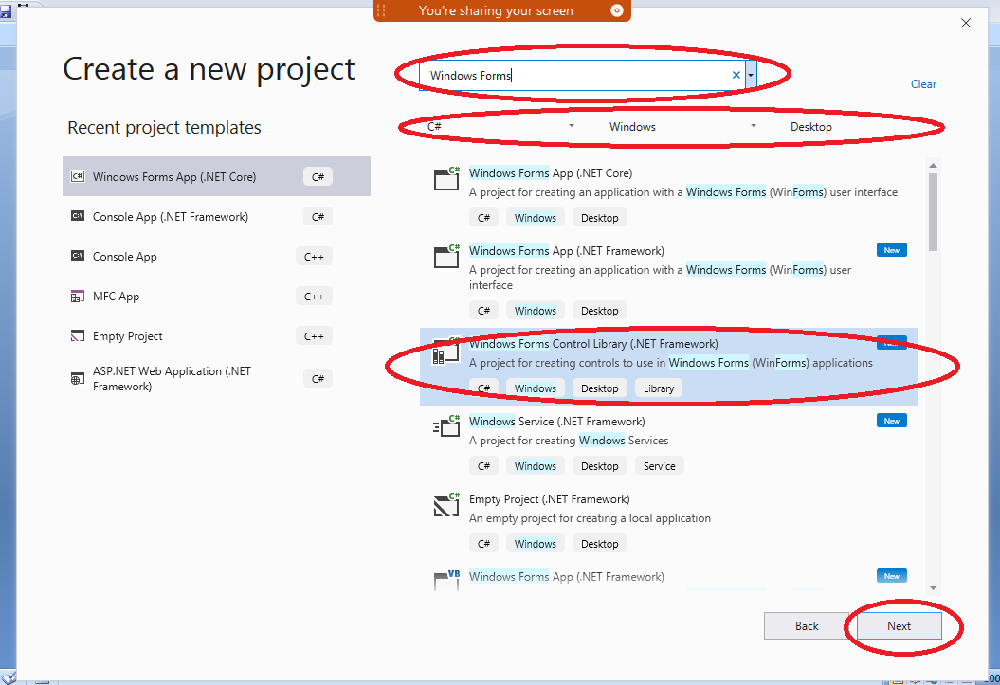 You're sharing your screen
Create a new project
Windows Forms
Clear
C# Windows Desktop
Recent project templates
Windows Forms App (.NET Core) C#
Console App (.NET Framework) C#
Console App C++
MFC App C++
Empty Project C++
ASP.NET Web Application (.NET
Framework) C#
Windows Forms App (.NET Core)
A project for creating an application with a Windows Forms (WinForms) user interface
C# Windows Desktop
Windows Forms App (.NET Framework) New
A project for creating an application with a Windows Forms (WinForms) user
interface
C# Windows Desktop
Windows Forms Control Library (.NET Framework)
A project for creating controls to use in Windows Forms (WinForms) applications
C# Windows Desktop Library
Windows Service (.NET Framework) New
A project for creating Windows Services
C# Windows Desktop Service
Empty Project (.NET Framework)
An empty project for creating a local application
C# Windows Desktop
VB Windows Forms App (.NET Framework) New
Back Next